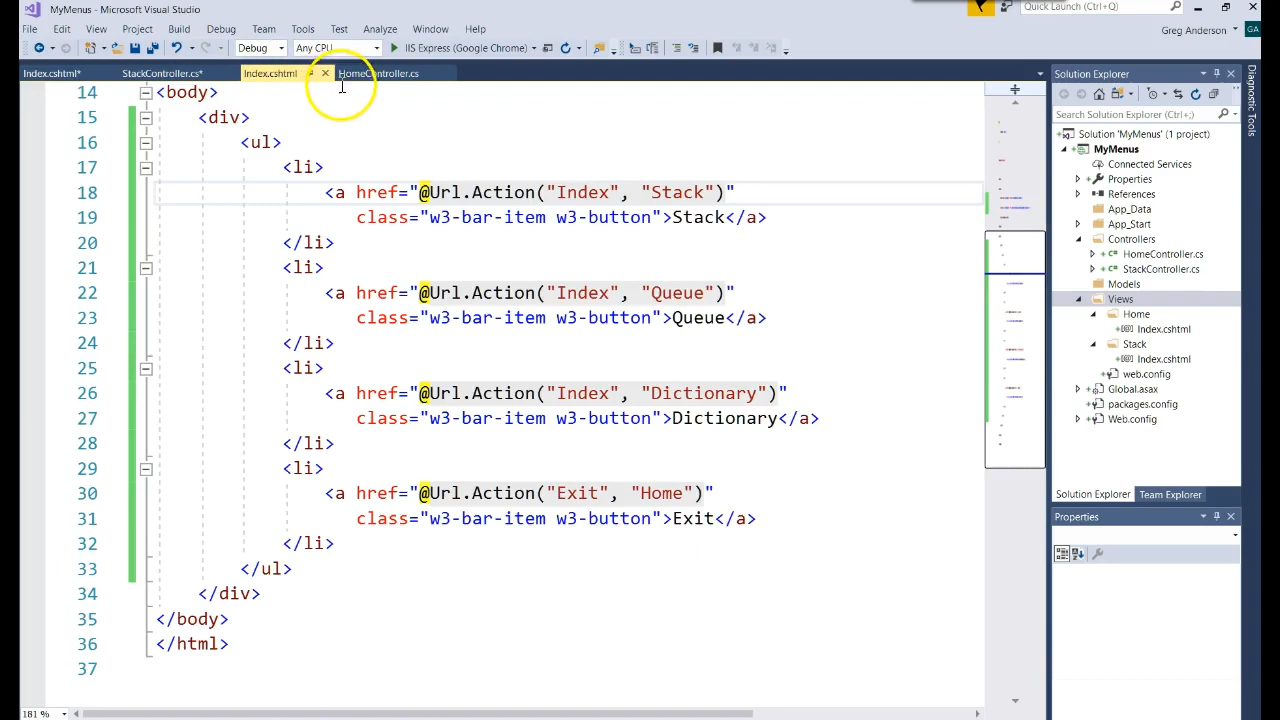 MyMenus - Microsoft Visual Studio
Quick Launch (Ctrl+Q)
File Edit View Project Build Debug Team Tools Test Analyze Window Help
Greg Anderson GA
Debug Any CPU IIS Express (Google Chrome)
Index.cshtml* StackController.cs* Index.cshtml HomeController.cs
Solution Explorer
14 <body>
15 <div>
16 <ul>
17 <li>
18 <a href="@Url.Action("Index", "Stack")"
19 class="w3-bar-item w3-button">Stack</a>
20 </li>
21 <li>
22 <a href="@Url.Action("Index", "Queue")"
23 class="w3-bar-item w3-button">Queue</a>
24 </li>
25 <li>
26 <a href="@Url.Action("Index", "Dictionary")"
27 class="w3-bar-item w3-button">Dictionary</a>
28 </li>
29 <li>
30 <a href="@Url.Action("Exit", "Home")"
31 class="w3-bar-item w3-button">Exit</a>
32 </li>
33 </ul>
34 </div>
35 </body>
36 </html>
37
181 %
Search Solution Explorer (Ctrl+;)
Solution 'MyMenus' (1 project)
MyMenus
Connected Services
Properties
References
App_Data
App_Start
Controllers
HomeController.cs
StackController.cs
Models
Views
Home
Index.cshtml
Stack
Index.cshtml
web.config
Global.asax
packages.config
Web.config
Solution Explorer Team Explorer
Properties
Diagnostic Tools